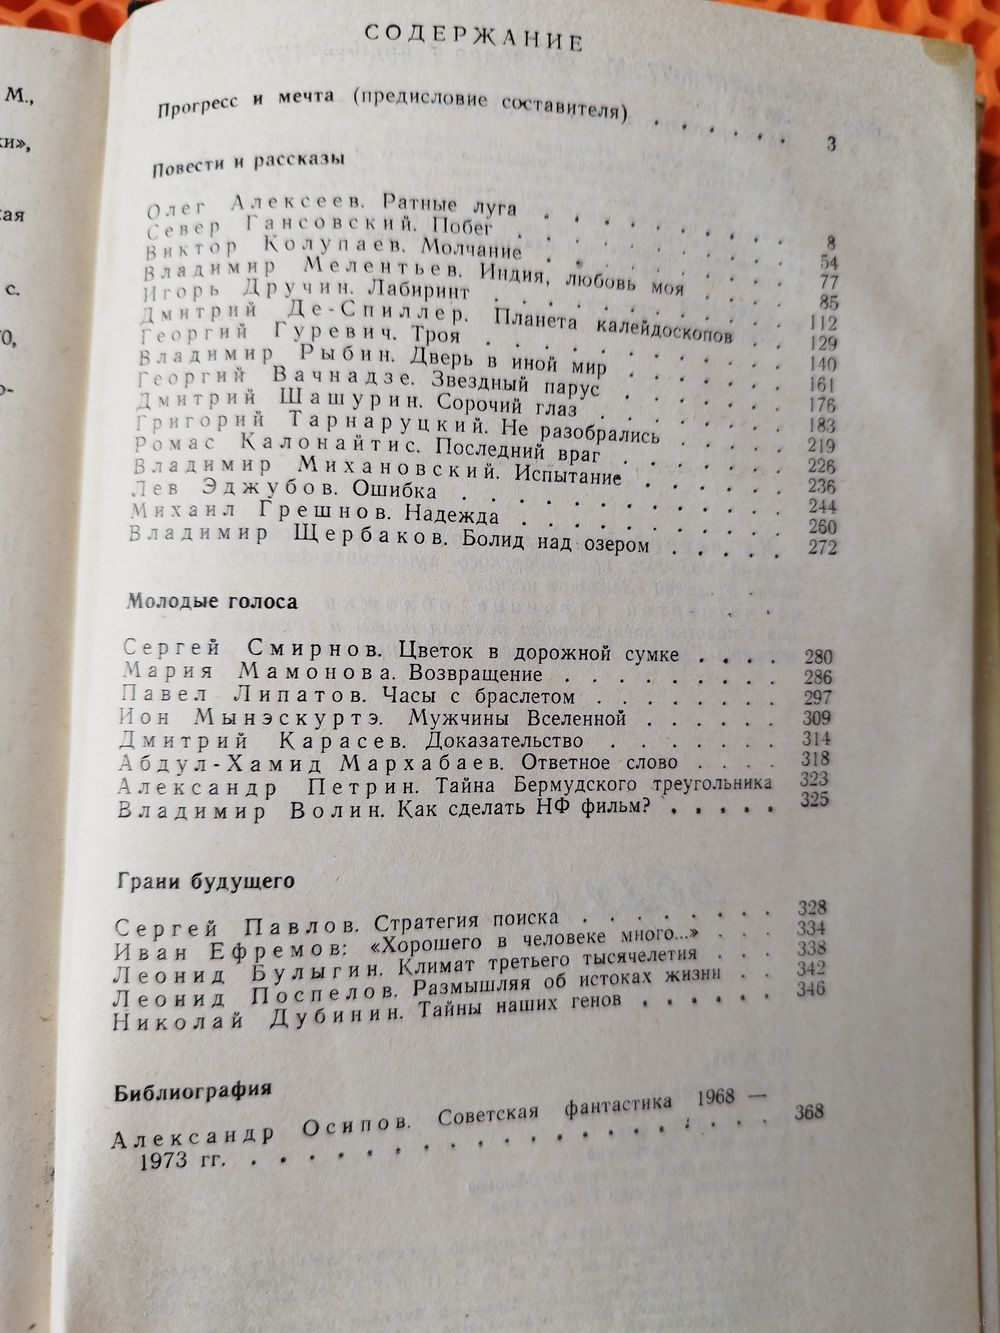 СОДЕРЖАНИЕ
М.,
ки»,
кая
с.
Прогресс и мечта (предисловие составителя) . . . . . . 3
Повести и рассказы
Олег Алексеев. Ратные луга . . . . . . . . . 8
Север Гансовский. Побег . . . . . . . . . 54
Виктор Колупаев. Молчание . . . . . . . . 77
Владимир Мелентьев. Индия, любовь моя . . . . 85
Игорь Дручин. Лабиринт . . . . . . . . . 112
Дмитрий Де-Спиллер. Планета калейдоскопов . . 129
Георгий Гуревич. Троя . . . . . . . . . 140
Владимир Рыбин. Дверь в иной мир . . . . . . 161
Георгий Вачнадзе. Звездный парус . . . . . . 176
Дмитрий Шашурин. Сорочий глаз . . . . . . . 183
Григорий Тарнаруцкий. Не разобрались . . . . 219
Ромас Калонайтис. Последний враг . . . . . . 226
Владимир Михановский. Испытание . . . . . . 236
Лев Эджубов. Ошибка . . . . . . . . . . 244
Михаил Грешнов. Надежда . . . . . . . . 260
Владимир Щербаков. Болид над озером . . . . . 272
Молодые голоса
Сергей Смирнов. Цветок в дорожной сумке . . . . 280
Мария Мамонова. Возвращение . . . . . . . . 286
Павел Липатов. Часы с браслетом . . . . . . . 297
Ион Мынэскуртэ. Мужчины Вселенной . . . . . 309
Дмитрий Карасев. Доказательство . . . . . . 314
Абдул-Хамид Мархабаев. Ответное слово . . . . 318
Александр Петрин. Тайна Бермудского треугольника 323
Владимир Волин. Как сделать НФ фильм? . . . . . 325
Грани будущего
Сергей Павлов. Стратегия поиска . . . . . . . 328
Иван Ефремов: «Хорошего в человеке много...» . . . 334
Леонид Булыгин. Климат третьего тысячелетия . . . 338
Леонид Поспелов. Размышляя об истоках жизни . . 342
Николай Дубинин. Тайны наших генов . . . . . . 346
Библиография
Александр Осипов. Советская фантастика 1968 —
1973 гг. . . . . . . . . . . . . . . . . . . . 368